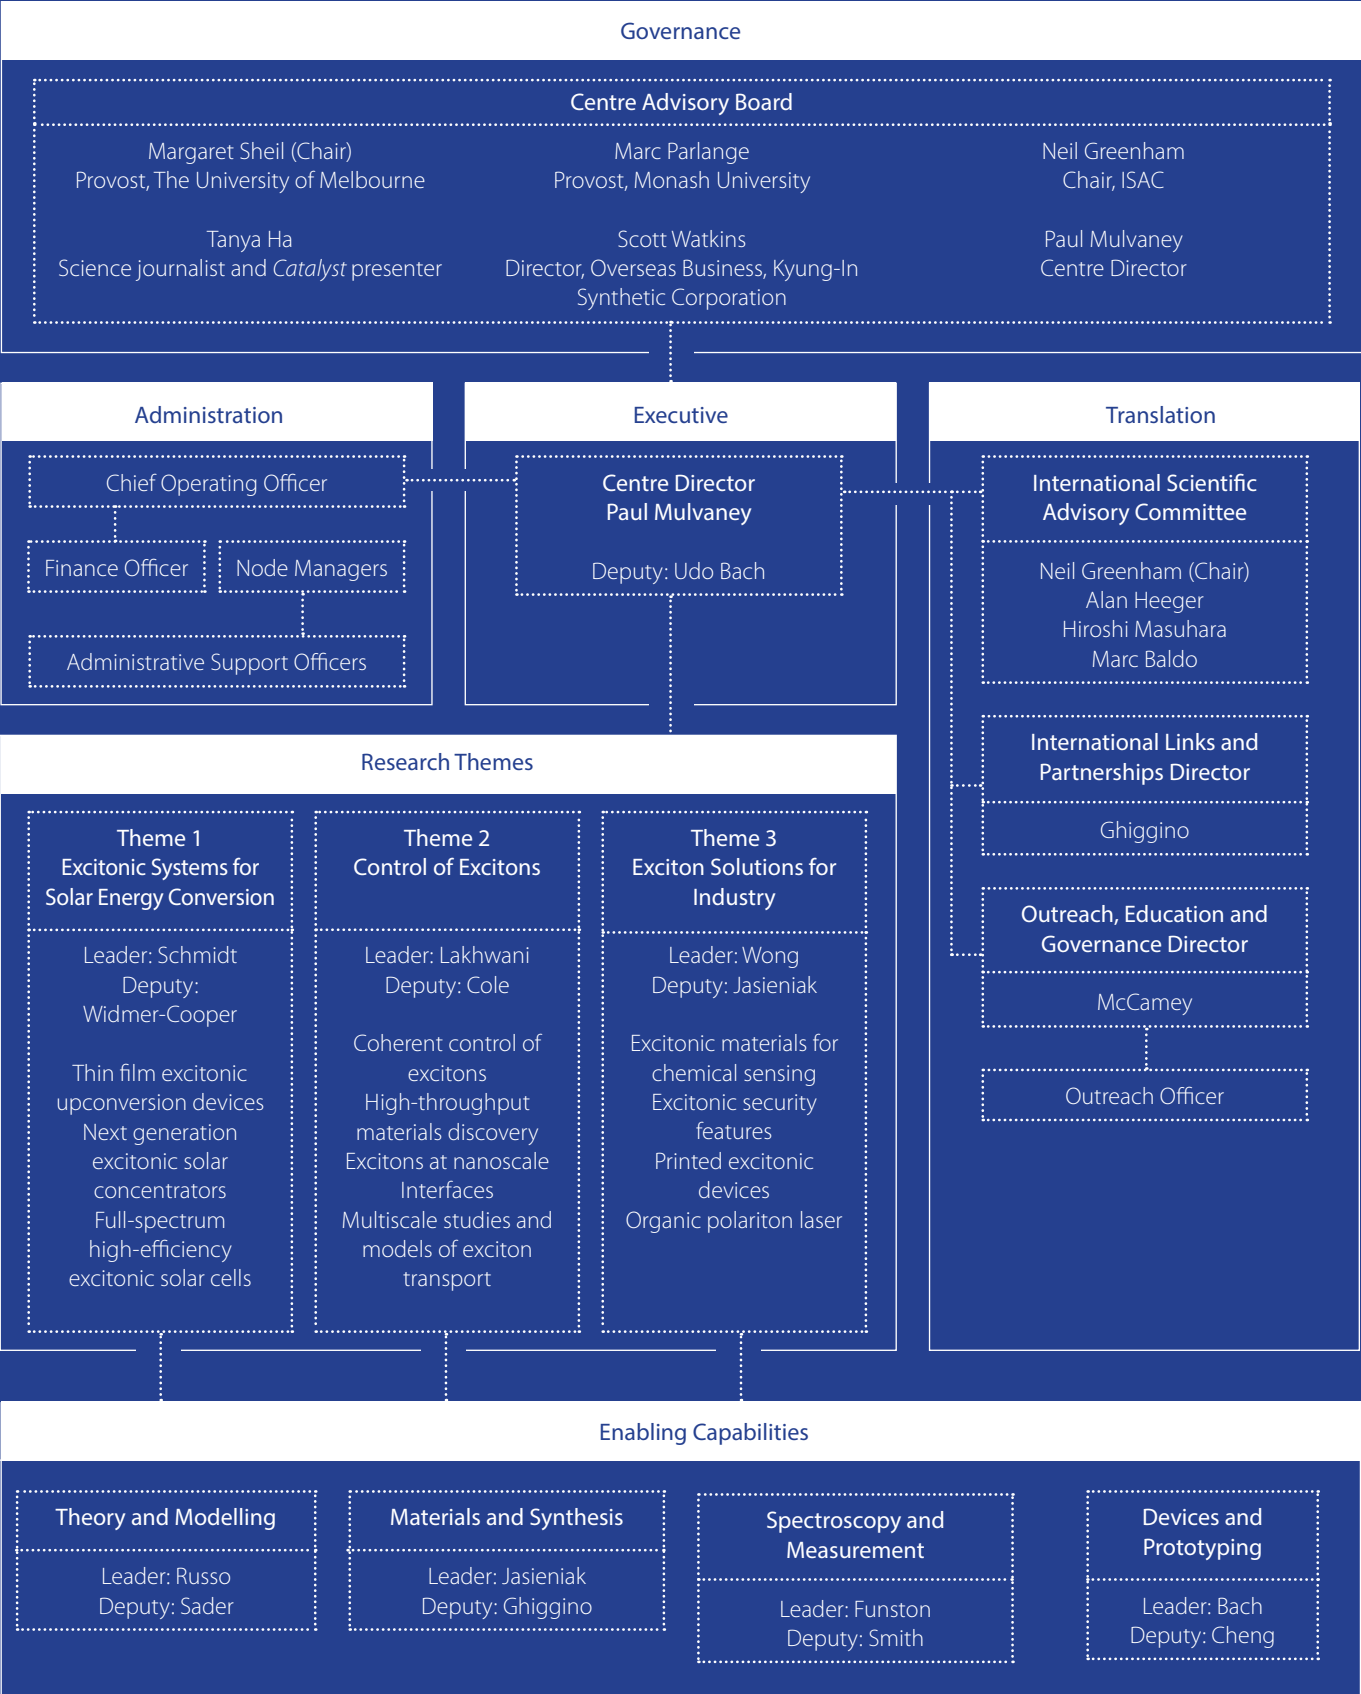 Governance
Centre Advisory Board
Margaret Sheil (Chair)
Provost, The University of Melbourne
Marc Parlange
Provost, Monash University
Neil Greenham
Chair, ISAC
Tanya Ha
Science journalist and Catalyst presenter
Scott Watkins
Director, Overseas Business, Kyung-In
Synthetic Corporation
Paul Mulvaney
Centre Director
Administration
Chief Operating Officer
Finance Officer
Node Managers
Administrative Support Officers
Executive
Centre Director
Paul Mulvaney
Deputy: Udo Bach
Translation
International Scientific
Advisory Committee
Neil Greenham (Chair)
Alan Heeger
Hiroshi Masuhara
Marc Baldo
International Links and
Partnerships Director
Ghiggino
Outreach, Education and
Governance Director
McCamey
Outreach Officer
Research Themes
Theme 1
Excitonic Systems for
Solar Energy Conversion
Leader: Schmidt
Deputy:
Widmer-Cooper
Thin film excitonic
upconversion devices
Next generation
excitonic solar
concentrators
Full-spectrum
high-efficiency
excitonic solar cells
Theme 2
Control of Excitons
Leader: Lakhwani
Deputy: Cole
Coherent control of
excitons
High-throughput
materials discovery
Excitons at nanoscale
Interfaces
Multiscale studies and
models of exciton
transport
Theme 3
Exciton Solutions for
Industry
Leader: Wong
Deputy: Jasieniak
Excitonic materials for
chemical sensing
Excitonic security
features
Printed excitonic
devices
Organic polariton laser
Enabling Capabilities
Theory and Modelling
Leader: Russo
Deputy: Sader
Materials and Synthesis
Leader: Jasieniak
Deputy: Ghiggino
Spectroscopy and
Measurement
Leader: Funston
Deputy: Smith
Devices and
Prototyping
Leader: Bach
Deputy: Cheng